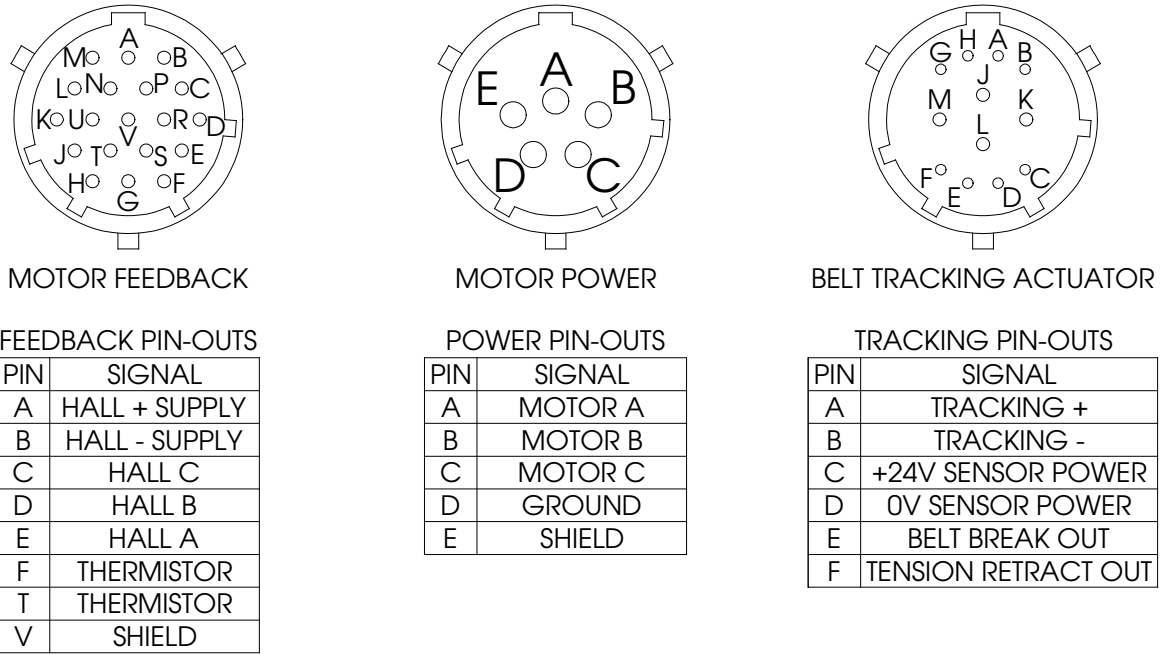 A
M B
L N P C
K U V R D
J T S E
H G F
MOTOR FEEDBACK
FEEDBACK PIN-OUTS
PIN SIGNAL
A HALL + SUPPLY
B HALL - SUPPLY
C HALL C
D HALL B
E HALL A
F THERMISTOR
T THERMISTOR
V SHIELD
A
E B
D C
MOTOR POWER
POWER PIN-OUTS
PIN SIGNAL
A MOTOR A
B MOTOR B
C MOTOR C
D GROUND
E SHIELD
H A
G B
J
M K
L
F C
E D
BELT TRACKING ACTUATOR
TRACKING PIN-OUTS
PIN SIGNAL
A TRACKING +
B TRACKING -
C +24V SENSOR POWER
D 0V SENSOR POWER
E BELT BREAK OUT
F TENSION RETRACT OUT